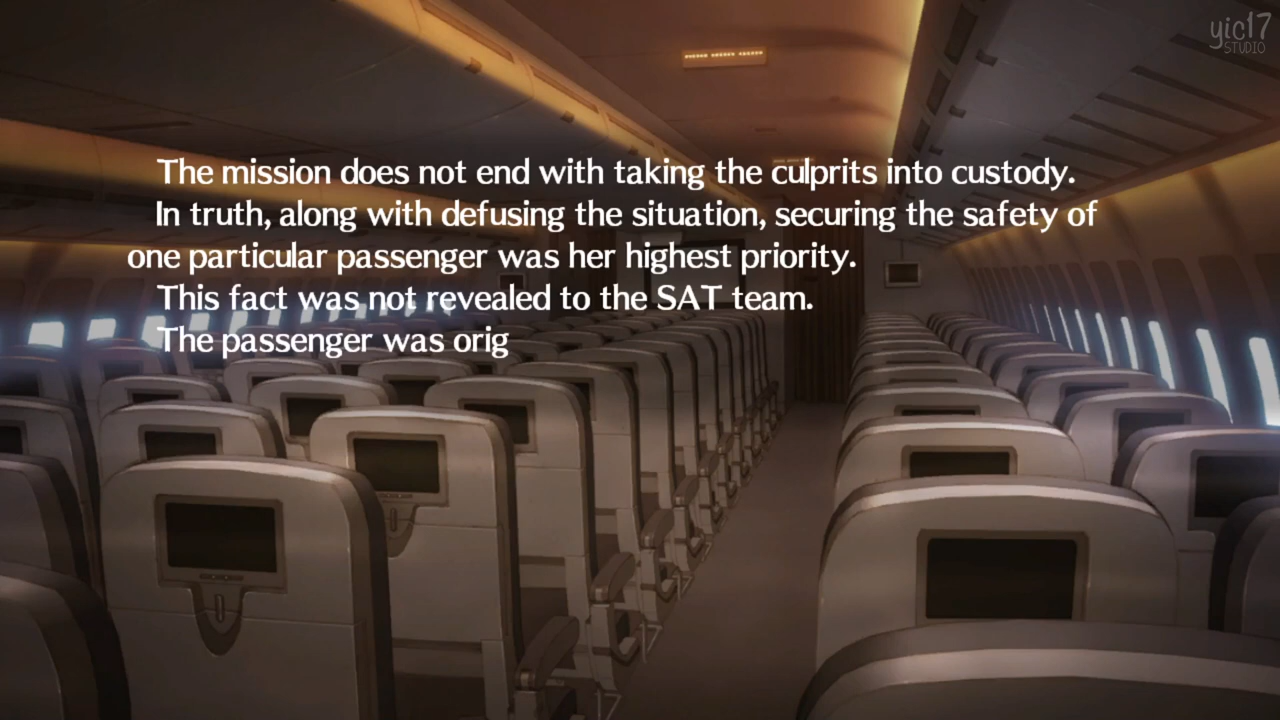 yic17
STUDIO
The mission does not end with taking the culprits into custody.
In truth, along with defusing the situation, securing the safety of
one particular passenger was her highest priority.
This fact was not revealed to the SAT team.
The passenger was orig